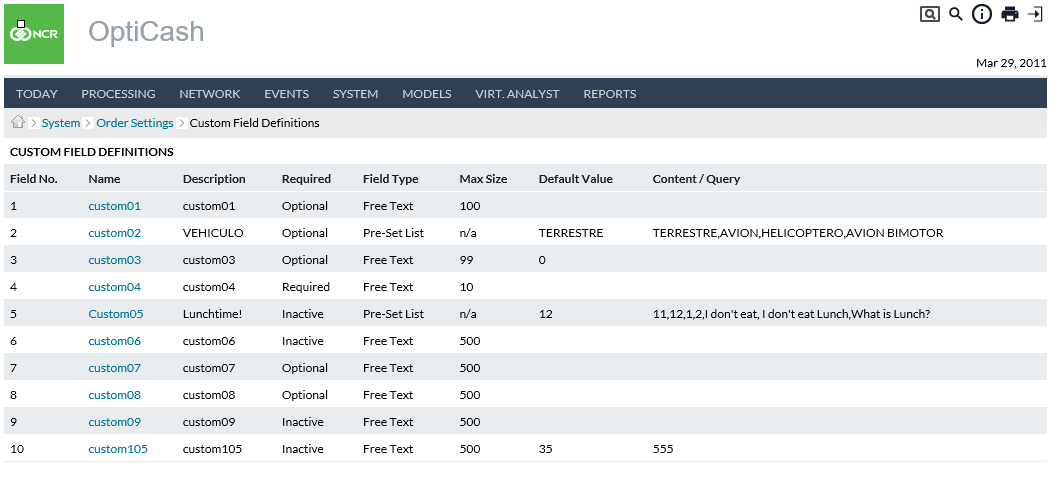 NCR OptiCash
Mar 29, 2011
TODAY PROCESSING NETWORK EVENTS SYSTEM MODELS VIRT. ANALYST REPORTS
System Order Settings Custom Field Definitions
CUSTOM FIELD DEFINITIONS
Field No. Name Description Required Field Type Max Size Default Value Content / Query
1 custom01 custom01 Optional Free Text 100
2 custom02 VEHICULO Optional Pre-Set List n/a TERRESTRE TERRESTRE,AVION,HELICOPTERO,AVION BIMOTOR
3 custom03 custom03 Optional Free Text 99 0
4 custom04 custom04 Required Free Text 10
5 Custom05 Lunchtime! Inactive Pre-Set List n/a 12 11,12,1,2,I don't eat, I don't eat Lunch,What is Lunch?
6 custom06 custom06 Inactive Free Text 500
7 custom07 custom07 Optional Free Text 500
8 custom08 custom08 Optional Free Text 500
9 custom09 custom09 Inactive Free Text 500
10 custom105 custom105 Inactive Free Text 500 35 555